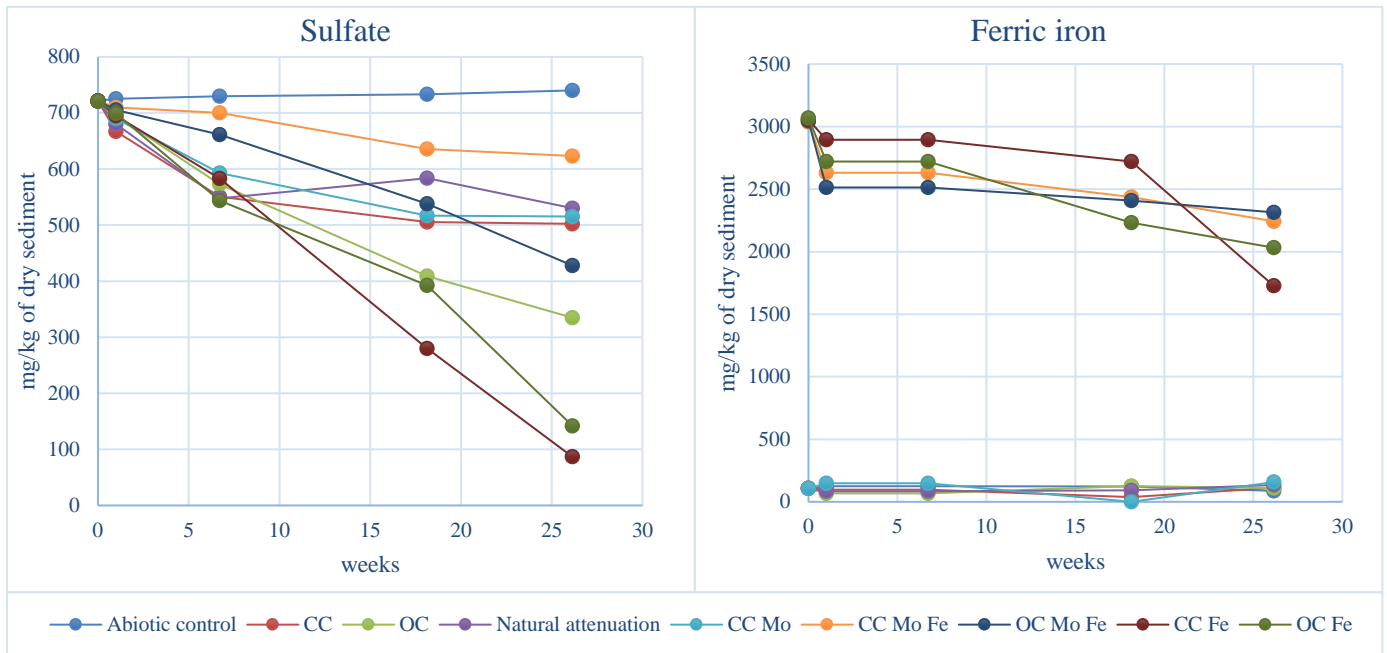 Sulfate
800
700
600
500
400
300
200
100
0
mg/kg of dry sediment
0 5 10 15 20 25 30
weeks
Ferric iron
3500
3000
2500
2000
1500
1000
500
0
mg/kg of dry sediment
0 5 10 15 20 25 30
weeks
Abiotic control CC OC Natural attenuation CC Mo CC Mo Fe OC Mo Fe CC Fe OC Fe